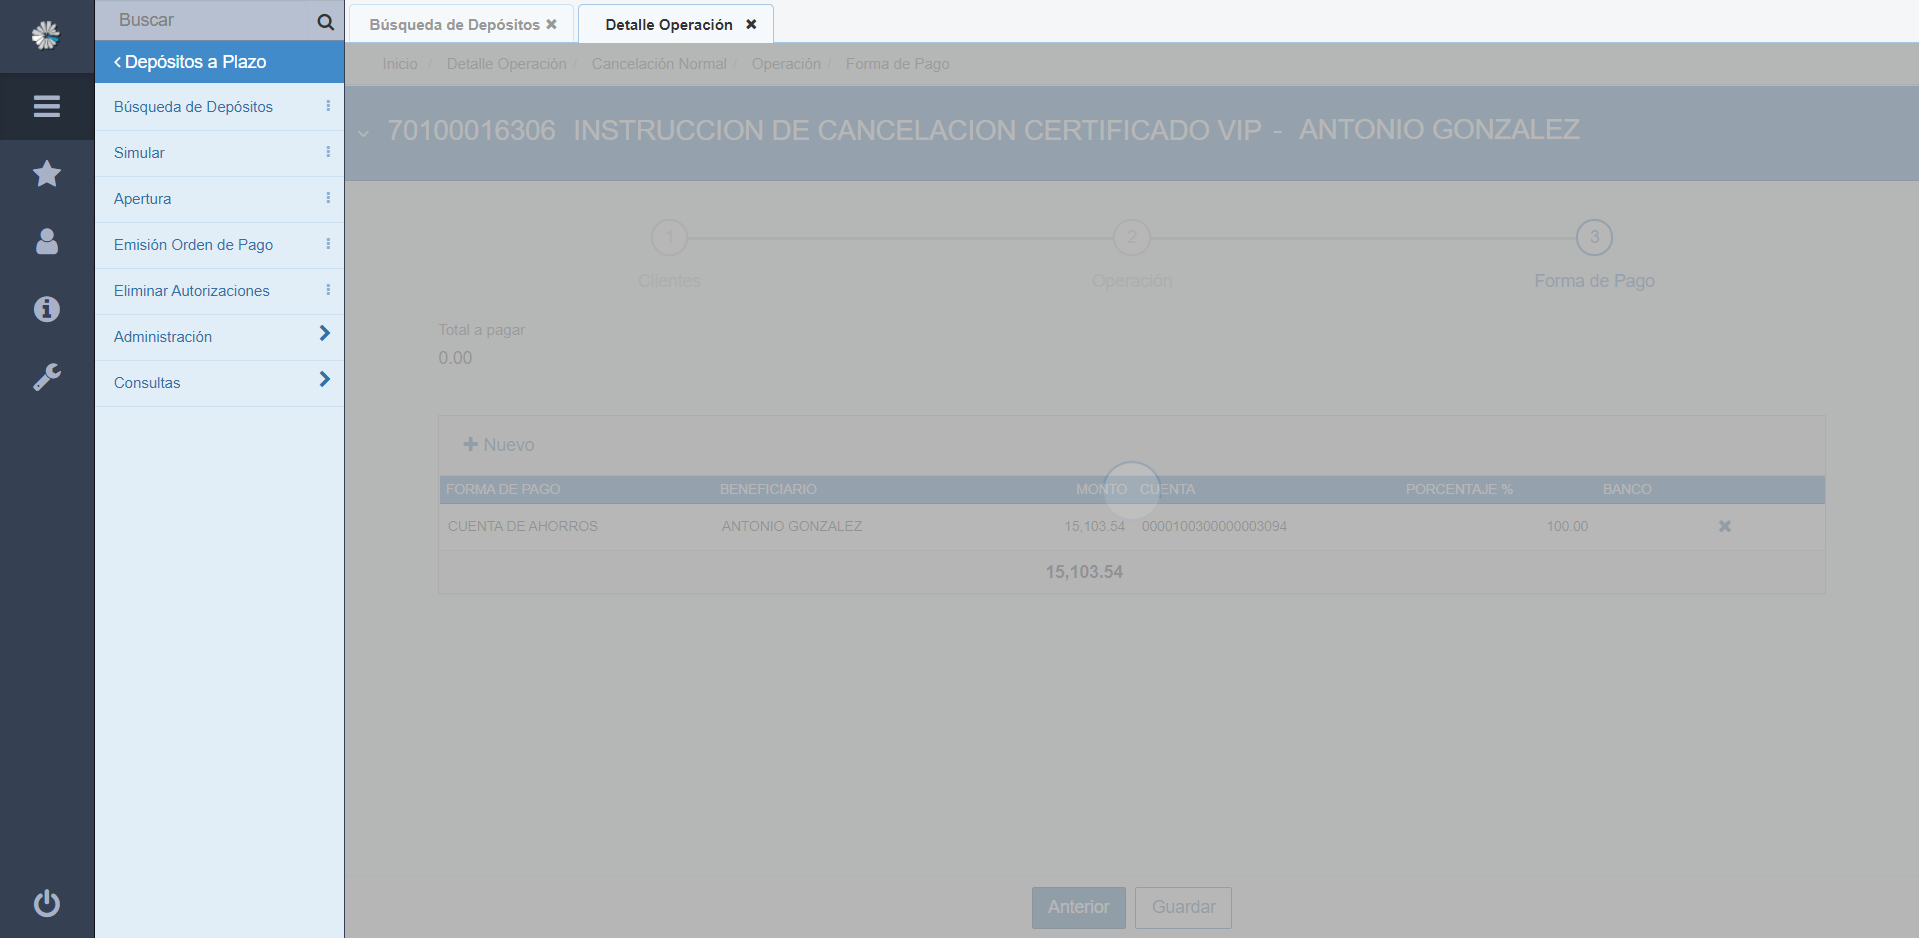 Buscar
Depósitos a Plazo
Búsqueda de Depósitos
Simular
Apertura
Emisión Orden de Pago
Eliminar Autorizaciones
Administración
Consultas
Búsqueda de Depósitos Detalle Operación
Inicio / Detalle Operación / Cancelación Normal / Operación / Forma de Pago
70100016306 INSTRUCCION DE CANCELACION CERTIFICADO VIP - ANTONIO GONZALEZ
1 2 3
Clientes Operación Forma de Pago
Total a pagar
0.00
Nuevo
FORMA DE PAGO BENEFICIARIO MONTO CUENTA PORCENTAJE % BANCO
CUENTA DE AHORROS ANTONIO GONZALEZ 15,103.54 0000100300000003094 100.00
15,103.54
Anterior Guardar